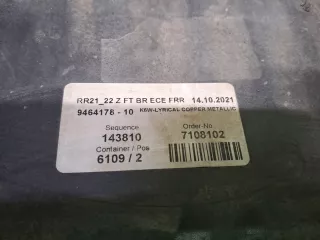 RR21_22 Z FT BR ECE FRR 14.10.2021
9464178 - 10 K6W-LYRICAL COPPER METALLIC
Sequence Order-No
143810 7108102
Container / Pos
6109 / 2